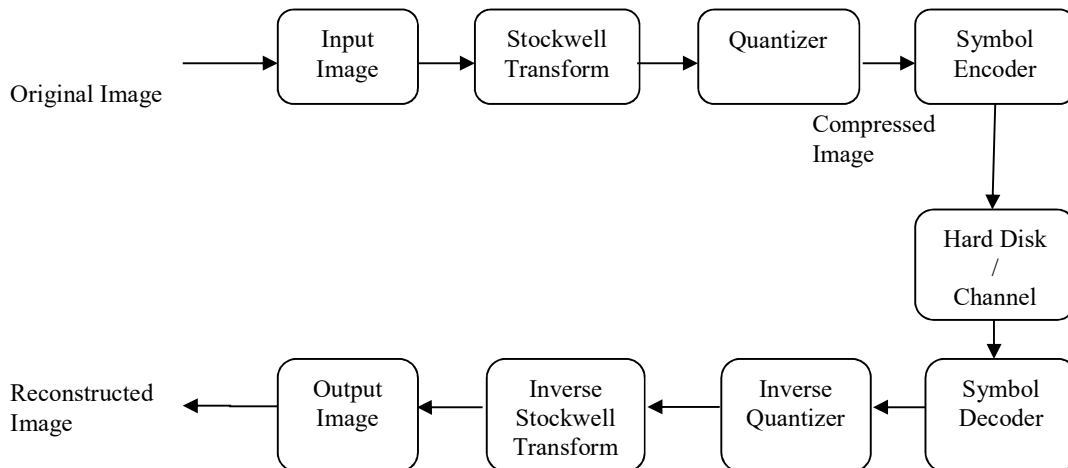 Original Image
Input
Image
Stockwell
Transform
Quantizer
Symbol
Encoder
Compressed
Image
Hard Disk
/
Channel
Symbol
Decoder
Inverse
Quantizer
Inverse
Stockwell
Transform
Output
Image
Reconstructed
Image